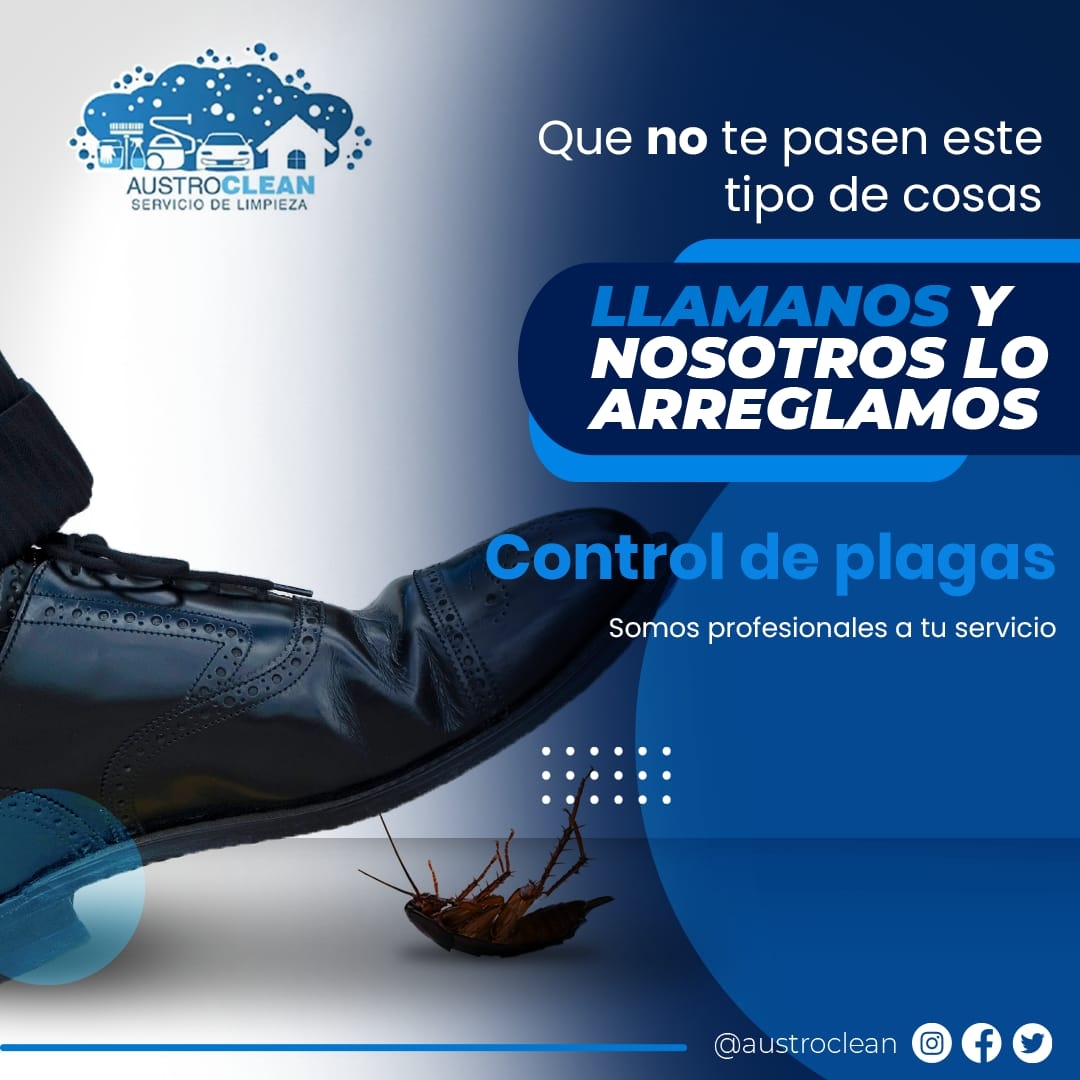 AUSTROCLEAN
SERVICIO DE LIMPIEZA
Que no te pasen este
tipo de cosas
LLAMANOS Y
NOSOTROS LO
ARREGLAMOS
Control de plagas
Somos profesionales a tu servicio
@austroclean